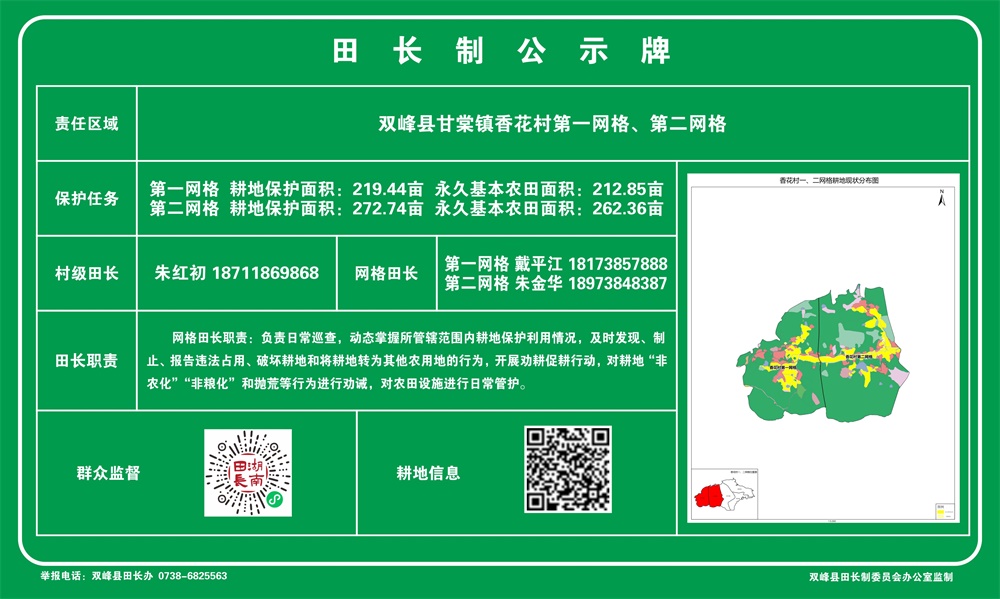 田长制公示牌
责任区域
双峰县甘棠镇香花村第一网格、第二网格
保护任务
第一网格 耕地保护面积：219.44亩 永久基本农田面积：212.85亩
第二网格 耕地保护面积：272.74亩 永久基本农田面积：262.36亩
香花村一、二网格耕地现状分布图
N
村级田长
朱红初 18711869868
网格田长
第一网格 戴平江 18173857888
第二网格 朱金华 18973848387
香花村第一网格
香花村第二网格
田长职责
网格田长职责：负责日常巡查，动态掌握所管辖范围内耕地保护利用情况，及时发现、制
止、报告违法占用、破坏耕地和将耕地转为其他农用地的行为，开展劝耕促耕行动，对耕地“非
农化”“非粮化”和抛荒等行为进行劝诫，对农田设施进行日常管护。
群众监督
湖南
田長
耕地信息
举报电话：双峰县田长办 0738-6825563
双峰县田长制委员会办公室监制